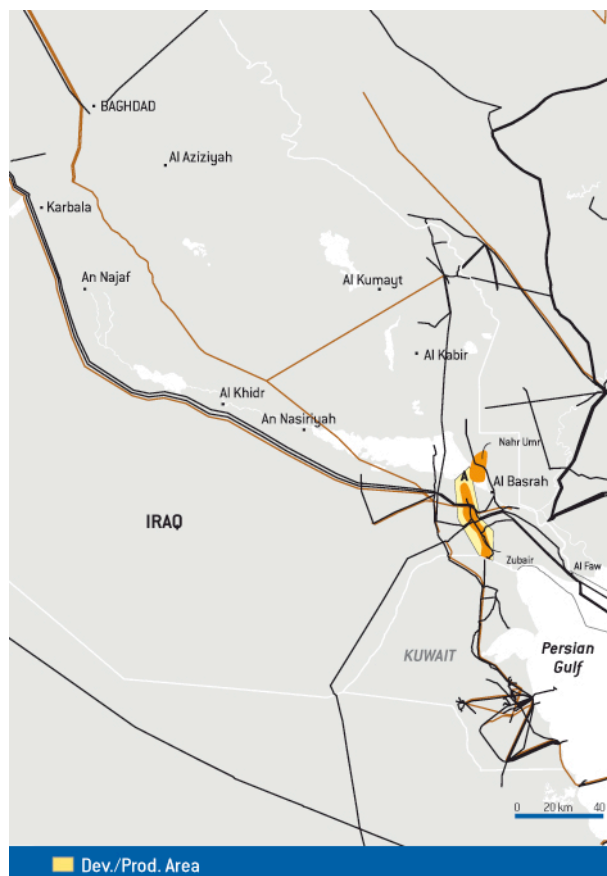 BAGHDAD
Al Aziziyah
Karbala
An Najaf
Al Kumayt
Al Kabir
Al Khidr
An Nasiriyah
Nahr Umr
A
Al Basrah
IRAQ
Zubair
Al Faw
KUWAIT
Persian
Gulf
0 20 km 40
Dev./Prod. Area